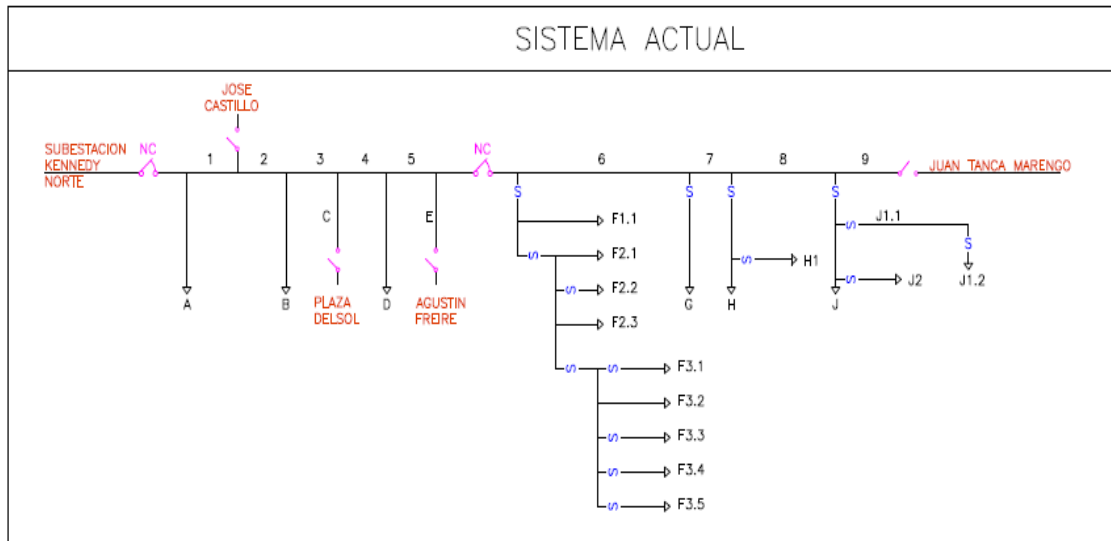 SISTEMA ACTUAL
JOSE
CASTILLO
SUBESTACION
KENNEDY
NORTE
NC
1
2
3
4
5
NC
6
7
8
9
JUAN TANCA MARENGO
S
S
S
S
C
E
F1.1
S
F2.1
S
F2.2
F2.3
S
S
F3.1
F3.2
S
F3.3
S
F3.4
S
F3.5
S
H1
S
J1.1
S
J1.2
S
J2
A
B
PLAZA
DELSOL
D
AGUSTIN
FREIRE
G
H
J